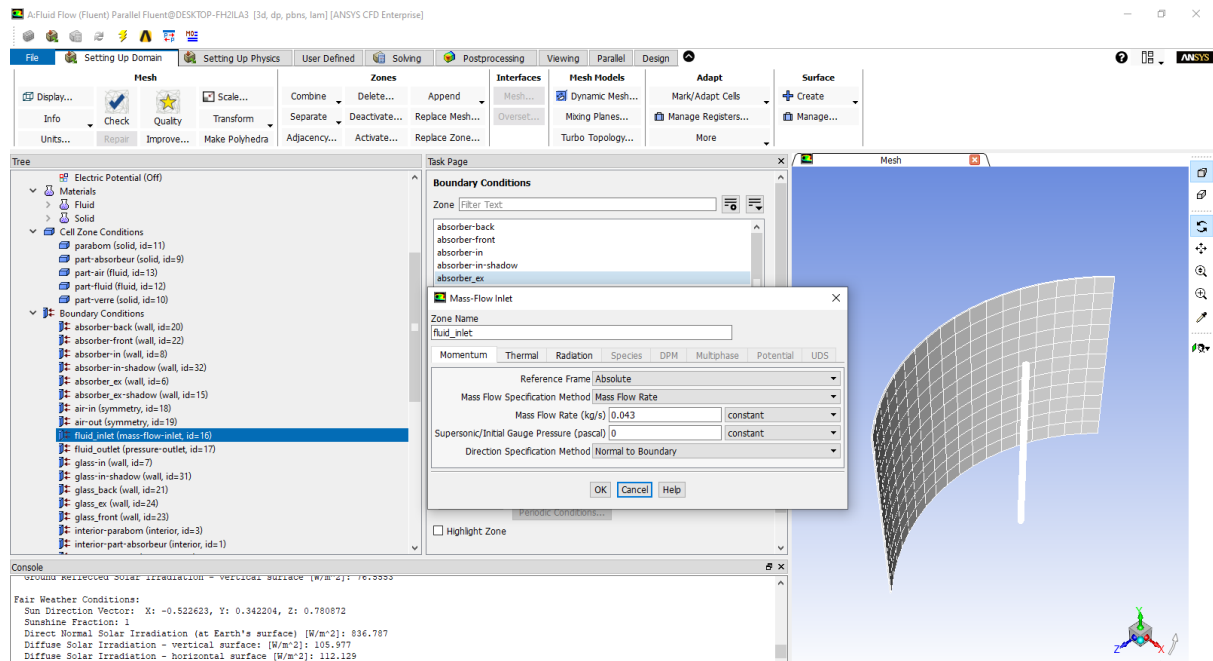 A:Fluid Flow (Fluent) Parallel Fluent@DESKTOP-FH2ILA3 [3d, dp, pbns, lam] [ANSYS CFD Enterprise]
File Setting Up Domain Setting Up Physics User Defined Solving Postprocessing Viewing Parallel Design ANSYS
Mesh Zones Interfaces Mesh Models Adapt Surface
Display... Scale... Combine Delete... Append Mesh... Dynamic Mesh... Mark/Adapt Cells Create
Info Check Quality Transform Separate Deactivate... Replace Mesh... Overset... Mixing Planes... Manage Registers... Manage...
Units... Repair Improve... Make Polyhedra Adjacency... Activate... Replace Zone... Turbo Topology... More
Tree
Electric Potential (Off)
Materials
Fluid
Solid
Cell Zone Conditions
parabom (solid, id=11)
part-absorbeur (solid, id=9)
part-air (fluid, id=13)
part-fluid (fluid, id=12)
part-verre (solid, id=10)
Boundary Conditions
absorber-back (wall, id=20)
absorber-front (wall, id=22)
absorber-in (wall, id=8)
absorber-in-shadow (wall, id=32)
absorber_ex (wall, id=6)
absorber_ex-shadow (wall, id=15)
air-in (symmetry, id=18)
air-out (symmetry, id=19)
fluid_inlet (mass-flow-inlet, id=16)
fluid_outlet (pressure-outlet, id=17)
glass-in (wall, id=7)
glass-in-shadow (wall, id=31)
glass_back (wall, id=21)
glass_ex (wall, id=24)
glass_front (wall, id=23)
interior-parabom (interior, id=3)
interior-part-absorbeur (interior, id=1)
Task Page
Boundary Conditions
Zone Filter Text
absorber-back
absorber-front
absorber-in
absorber-in-shadow
absorber_ex
Mass-Flow Inlet
Zone Name
fluid_inlet
Momentum Thermal Radiation Species DPM Multiphase Potential UDS
Reference Frame Absolute
Mass Flow Specification Method Mass Flow Rate
Mass Flow Rate (kg/s) 0.043 constant
Supersonic/Initial Gauge Pressure (pascal) 0 constant
Direction Specification Method Normal to Boundary
OK Cancel Help
Periodic Conditions...
Highlight Zone
Mesh
Y
Z
X
Console
Ground Reflected Solar Irradiation - vertical surface [W/m^2]: 76.5553
Fair Weather Conditions:
Sun Direction Vector: X: -0.522623, Y: 0.342204, Z: 0.780872
Sunshine Fraction: 1
Direct Normal Solar Irradiation (at Earth's surface) [W/m^2]: 836.787
Diffuse Solar Irradiation - vertical surface: [W/m^2]: 105.977
Diffuse Solar Irradiation - horizontal surface [W/m^2]: 112.129